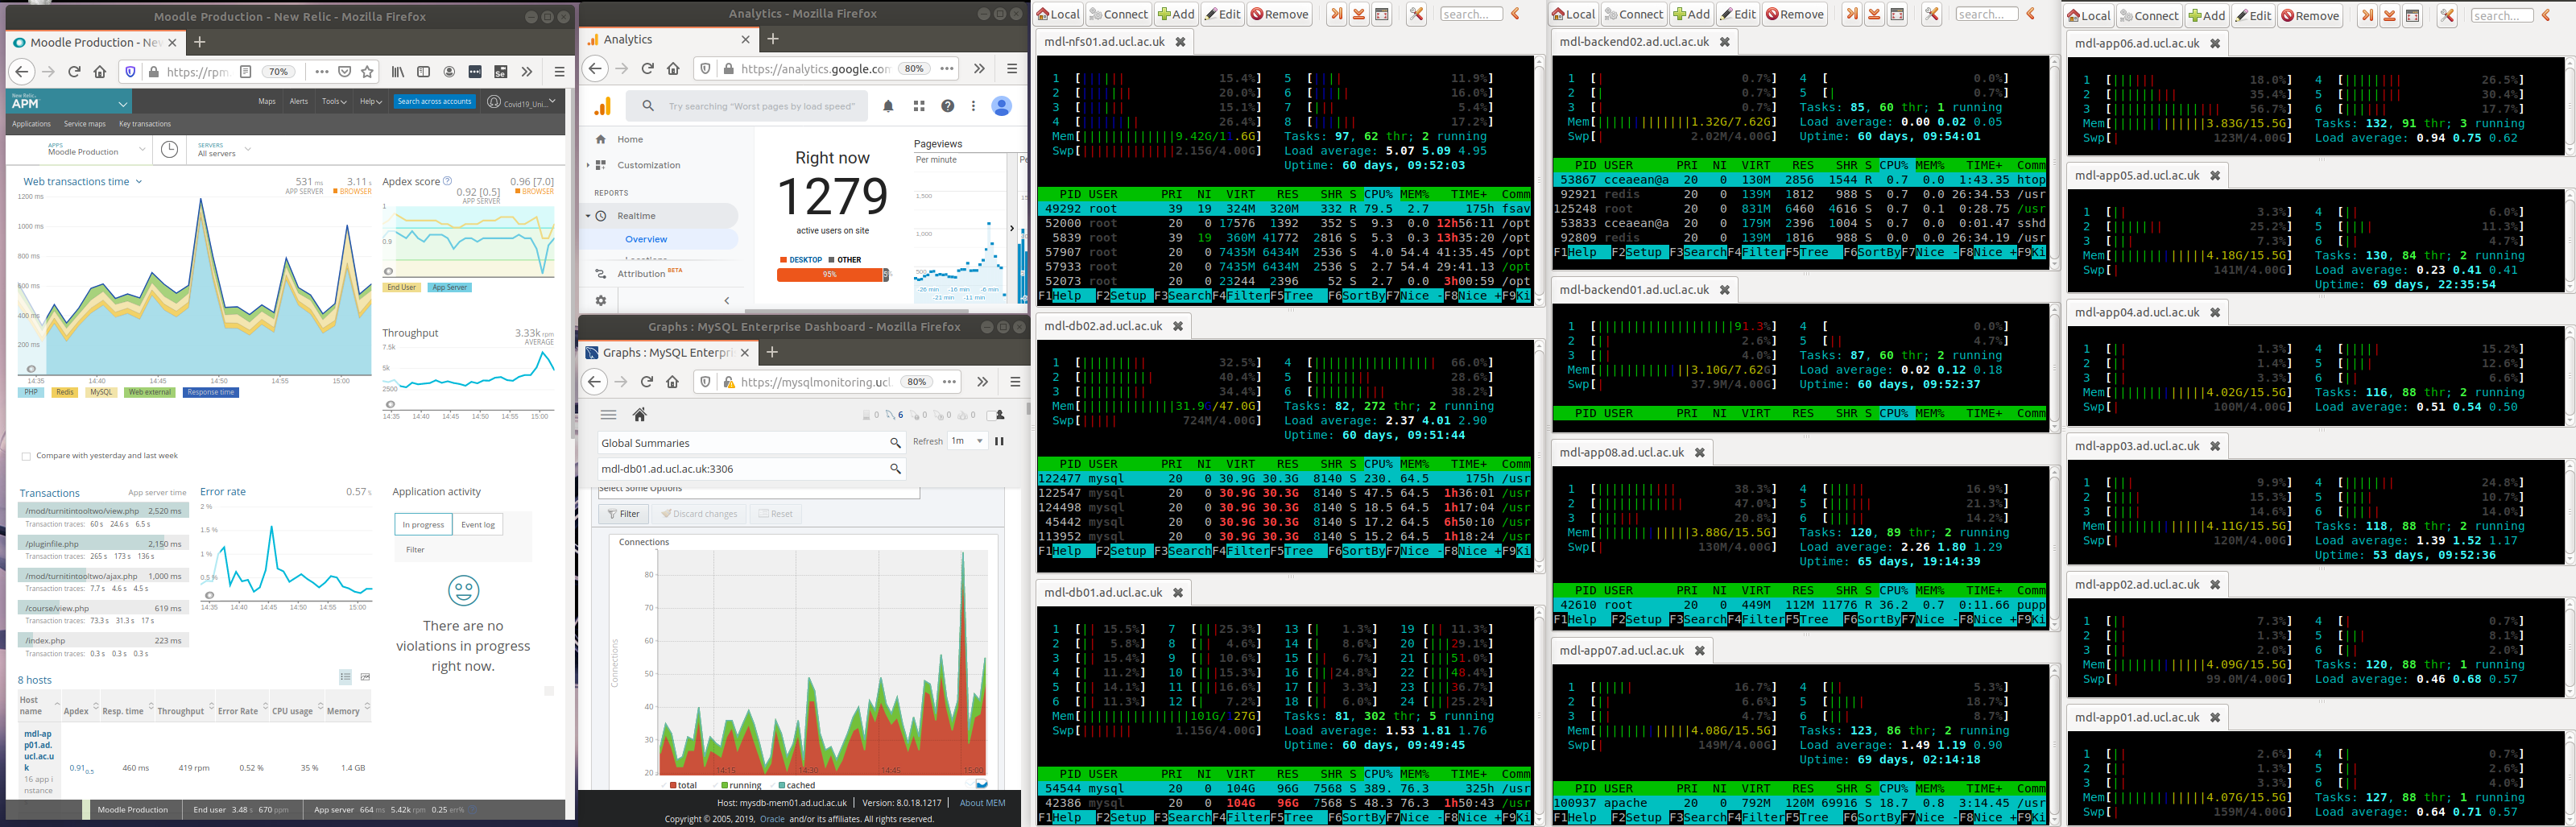 Moodle Production - New Relic - Mozilla Firefox
Moodle Production - New
https://rpm.
70%
New Relic
APM
Maps Alerts Tools Help Search across accounts Covid19_Uni...
Applications Service maps Key transactions
APPS
Moodle Production
SERVERS
All servers
Web transactions time
531 ms
APP SERVER
3.11 s
BROWSER
1200 ms
1000 ms
800 ms
600 ms
400 ms
200 ms
14:35 14:40 14:45 14:50 14:55 15:00
PHP Redis MySQL Web external Response time
Apdex score
0.92 [0.5]
APP SERVER
0.96 [7.0]
BROWSER
1
0.9
End User App Server
Throughput
3.33k rpm
AVERAGE
7.5k
5k
2500
14:35 14:40 14:45 14:50 14:55 15:00
Compare with yesterday and last week
Transactions App server time
/mod/turnitintooltwo/view.php 2,520 ms
Transaction traces: 60 s 24.6 s 6.5 s
/pluginfile.php 2,150 ms
Transaction traces: 265 s 173 s 136 s
/mod/turnitintooltwo/ajax.php 1,000 ms
Transaction traces: 7.7 s 4.6 s 4.5 s
/course/view.php 619 ms
Transaction traces: 73.3 s 31.3 s 17 s
/index.php 223 ms
Transaction traces: 0.3 s 0.3 s 0.3 s
Error rate 0.57 s
2 %
1.5 %
1 %
0.5 %
14:35 14:40 14:45 14:50 14:55 15:00
Application activity
In progress Event log
Filter
There are no
violations in progress
right now.
8 hosts
Host name Apdex Resp. time Throughput Error Rate CPU usage Memory
mdl-ap
p01.ad.
ucl.ac.u
k
16 app i
nstance
0.91 0.5 460 ms 419 rpm 0.52 % 35 % 1.4 GB
Moodle Production End user 3.48 s 670 ppm App server 664 ms 5.42k rpm 0.25 err%
Analytics - Mozilla Firefox
Analytics
https://analytics.google.com
80%
Try searching "Worst pages by load speed"
Home
Customization
REPORTS
Realtime
Overview
Attribution BETA
Right now
1279
active users on site
DESKTOP OTHER
95% 5%
Pageviews
Per minute
1,500
1,000
500
-26 min -16 min -6 min
-21 min -11 min
Graphs : MySQL Enterprise Dashboard - Mozilla Firefox
Graphs : MySQL Enterpri
https://mysqlmonitoring.ucl.
80%
0 6 0 0 0
Global Summaries
Refresh 1m
mdl-db01.ad.ucl.ac.uk:3306
Select Some Options
Filter Discard changes Reset
Connections
Connections
80
70
60
50
40
30
20
14:15 14:30 14:45 15:00
total running cached
Host: mysdb-mem01.ad.ucl.ac.uk | Version: 8.0.18.1217 | About MEM
Copyright © 2005, 2019, Oracle and/or its affiliates. All rights reserved.
Local Connect Add Edit Remove search...
mdl-nfs01.ad.ucl.ac.uk
1 [15.4%] 5 [11.9%]
2 [20.0%] 6 [16.0%]
3 [15.1%] 7 [5.4%]
4 [26.4%] 8 [17.2%]
Mem[9.42G/11.6G] Tasks: 97, 62 thr; 2 running
Swp[2.15G/4.00G] Load average: 5.07 5.09 4.95
Uptime: 60 days, 09:52:03
PID USER PRI NI VIRT RES SHR S CPU% MEM% TIME+ Comm
49292 root 39 19 324M 320M 332 R 79.5 2.7 175h fsav
52000 root 20 0 17576 1392 352 S 9.3 0.0 12h56:11 /opt
5839 root 39 19 360M 41772 2816 S 5.3 0.3 13h35:20 /opt
57907 root 20 0 7435M 6434M 2536 S 4.0 54.4 41:35.45 /opt
57933 root 20 0 7435M 6434M 2536 S 2.7 54.4 29:41.13 /opt
52073 root 20 0 23244 2396 52 S 2.7 0.0 3h00:59 /opt
F1Help F2Setup F3SearchF4FilterF5Tree F6SortByF7Nice -F8Nice +F9Ki
mdl-db02.ad.ucl.ac.uk
1 [32.5%] 4 [66.0%]
2 [40.4%] 5 [28.6%]
3 [34.4%] 6 [38.2%]
Mem[31.9G/47.0G] Tasks: 82, 272 thr; 2 running
Swp[724M/4.00G] Load average: 2.37 4.01 2.90
Uptime: 60 days, 09:51:44
PID USER PRI NI VIRT RES SHR S CPU% MEM% TIME+ Comm
122477 mysql 20 0 30.9G 30.3G 8140 S 230. 64.5 175h /usr
122547 mysql 20 0 30.9G 30.3G 8140 S 47.5 64.5 1h36:01 /usr
124498 mysql 20 0 30.9G 30.3G 8140 S 18.5 64.5 1h17:04 /usr
45442 mysql 20 0 30.9G 30.3G 8140 S 17.2 64.5 6h50:10 /usr
113952 mysql 20 0 30.9G 30.3G 8140 S 15.2 64.5 1h18:24 /usr
F1Help F2Setup F3SearchF4FilterF5Tree F6SortByF7Nice -F8Nice +F9Ki
mdl-db01.ad.ucl.ac.uk
1 [15.5%] 7 [25.3%] 13 [1.3%] 19 [11.3%]
2 [5.8%] 8 [4.6%] 14 [8.6%] 20 [29.1%]
3 [15.4%] 9 [10.6%] 15 [6.7%] 21 [51.0%]
4 [11.2%] 10 [15.3%] 16 [24.8%] 22 [48.4%]
5 [14.1%] 11 [16.6%] 17 [3.3%] 23 [36.7%]
6 [11.3%] 12 [7.2%] 18 [6.0%] 24 [25.2%]
Mem[101G/127G] Tasks: 81, 302 thr; 5 running
Swp[1.15G/4.00G] Load average: 1.53 1.81 1.76
Uptime: 60 days, 09:49:45
PID USER PRI NI VIRT RES SHR S CPU% MEM% TIME+ Comm
54544 mysql 20 0 104G 96G 7568 S 389. 76.3 325h /usr
42386 mysql 20 0 104G 96G 7568 S 48.3 76.3 1h50:43 /usr
F1Help F2Setup F3SearchF4FilterF5Tree F6SortByF7Nice -F8Nice +F9Ki
Local Connect Add Edit Remove search...
mdl-backend02.ad.ucl.ac.uk
1 [0.7%] 4 [0.0%]
2 [0.7%] 5 [0.7%]
3 [0.7%] Tasks: 85, 60 thr; 1 running
Mem[1.32G/7.62G] Load average: 0.00 0.02 0.05
Swp[2.02M/4.00G] Uptime: 60 days, 09:54:01
PID USER PRI NI VIRT RES SHR S CPU% MEM% TIME+ Comm
53867 cceaean@a 20 0 130M 2856 1544 R 0.7 0.0 1:43.35 htop
92921 redis 20 0 139M 1812 988 S 0.7 0.0 26:34.53 /usr
125248 root 20 0 831M 6460 4616 S 0.7 0.1 0:28.75 /usr
53833 cceaean@a 20 0 179M 2396 1004 S 0.7 0.0 0:01.47 sshd
92809 redis 20 0 139M 1816 988 S 0.0 0.0 26:34.19 /usr
F1Help F2Setup F3SearchF4FilterF5Tree F6SortByF7Nice -F8Nice +F9Ki
mdl-backend01.ad.ucl.ac.uk
1 [91.3%] 4 [0.0%]
2 [2.6%] 5 [4.7%]
3 [4.0%] Tasks: 87, 60 thr; 2 running
Mem[3.10G/7.62G] Load average: 0.02 0.12 0.18
Swp[37.9M/4.00G] Uptime: 60 days, 09:52:37
PID USER PRI NI VIRT RES SHR S CPU% MEM% TIME+ Comm
mdl-app08.ad.ucl.ac.uk
1 [38.3%] 4 [16.9%]
2 [47.0%] 5 [21.3%]
3 [20.8%] 6 [14.2%]
Mem[3.88G/15.5G] Tasks: 120, 89 thr; 2 running
Swp[130M/4.00G] Load average: 2.26 1.80 1.29
Uptime: 65 days, 19:14:39
PID USER PRI NI VIRT RES SHR S CPU% MEM% TIME+ Comm
42610 root 20 0 449M 112M 11776 R 36.2 0.7 0:11.66 pupp
F1Help F2Setup F3SearchF4FilterF5Tree F6SortByF7Nice -F8Nice +F9Ki
mdl-app07.ad.ucl.ac.uk
1 [16.7%] 4 [5.3%]
2 [6.6%] 5 [18.7%]
3 [4.7%] 6 [8.7%]
Mem[4.08G/15.5G] Tasks: 123, 86 thr; 2 running
Swp[149M/4.00G] Load average: 1.49 1.19 0.90
Uptime: 69 days, 02:14:18
PID USER PRI NI VIRT RES SHR S CPU% MEM% TIME+ Comm
100937 apache 20 0 792M 120M 69916 S 18.7 0.8 3:14.45 /usr
F1Help F2Setup F3SearchF4FilterF5Tree F6SortByF7Nice -F8Nice +F9Ki
Local Connect Add Edit Remove search...
mdl-app06.ad.ucl.ac.uk
1 [18.0%] 4 [26.5%]
2 [35.4%] 5 [30.4%]
3 [56.7%] 6 [17.7%]
Mem[3.83G/15.5G] Tasks: 132, 91 thr; 3 running
Swp[123M/4.00G] Load average: 0.94 0.75 0.62
mdl-app05.ad.ucl.ac.uk
1 [3.3%] 4 [6.0%]
2 [25.2%] 5 [11.3%]
3 [7.3%] 6 [4.7%]
Mem[4.18G/15.5G] Tasks: 130, 84 thr; 2 running
Swp[141M/4.00G] Load average: 0.23 0.41 0.41
Uptime: 69 days, 22:35:54
mdl-app04.ad.ucl.ac.uk
1 [1.3%] 4 [15.2%]
2 [1.4%] 5 [12.6%]
3 [3.3%] 6 [6.6%]
Mem[4.02G/15.5G] Tasks: 116, 88 thr; 2 running
Swp[100M/4.00G] Load average: 0.51 0.54 0.50
mdl-app03.ad.ucl.ac.uk
1 [9.9%] 4 [24.8%]
2 [15.3%] 5 [10.7%]
3 [14.6%] 6 [14.0%]
Mem[4.11G/15.5G] Tasks: 118, 88 thr; 2 running
Swp[120M/4.00G] Load average: 1.39 1.52 1.17
Uptime: 53 days, 09:52:36
mdl-app02.ad.ucl.ac.uk
1 [7.3%] 4 [0.7%]
2 [1.3%] 5 [8.1%]
3 [2.0%] 6 [2.0%]
Mem[4.09G/15.5G] Tasks: 120, 88 thr; 1 running
Swp[99.0M/4.00G] Load average: 0.46 0.68 0.57
mdl-app01.ad.ucl.ac.uk
1 [2.6%] 4 [0.7%]
2 [1.3%] 5 [2.6%]
3 [3.3%] 6 [4.0%]
Mem[4.07G/15.5G] Tasks: 127, 88 thr; 1 running
Swp[159M/4.00G] Load average: 0.64 0.71 0.57